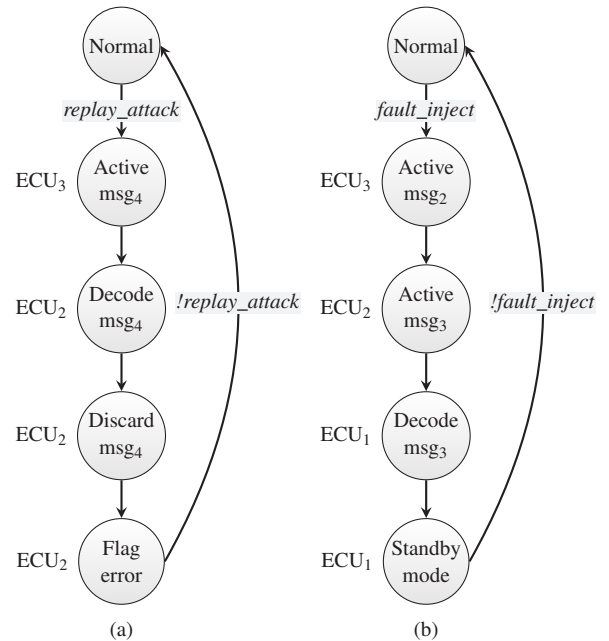 Normal
replay_attack
ECU3 Active
msg4
ECU2 Decode
msg4
!replay_attack
ECU2 Discard
msg4
ECU2 Flag
error
(a)
Normal
fault_inject
ECU3 Active
msg2
ECU2 Active
msg3
!fault_inject
ECU1 Decode
msg3
ECU1 Standby
mode
(b)